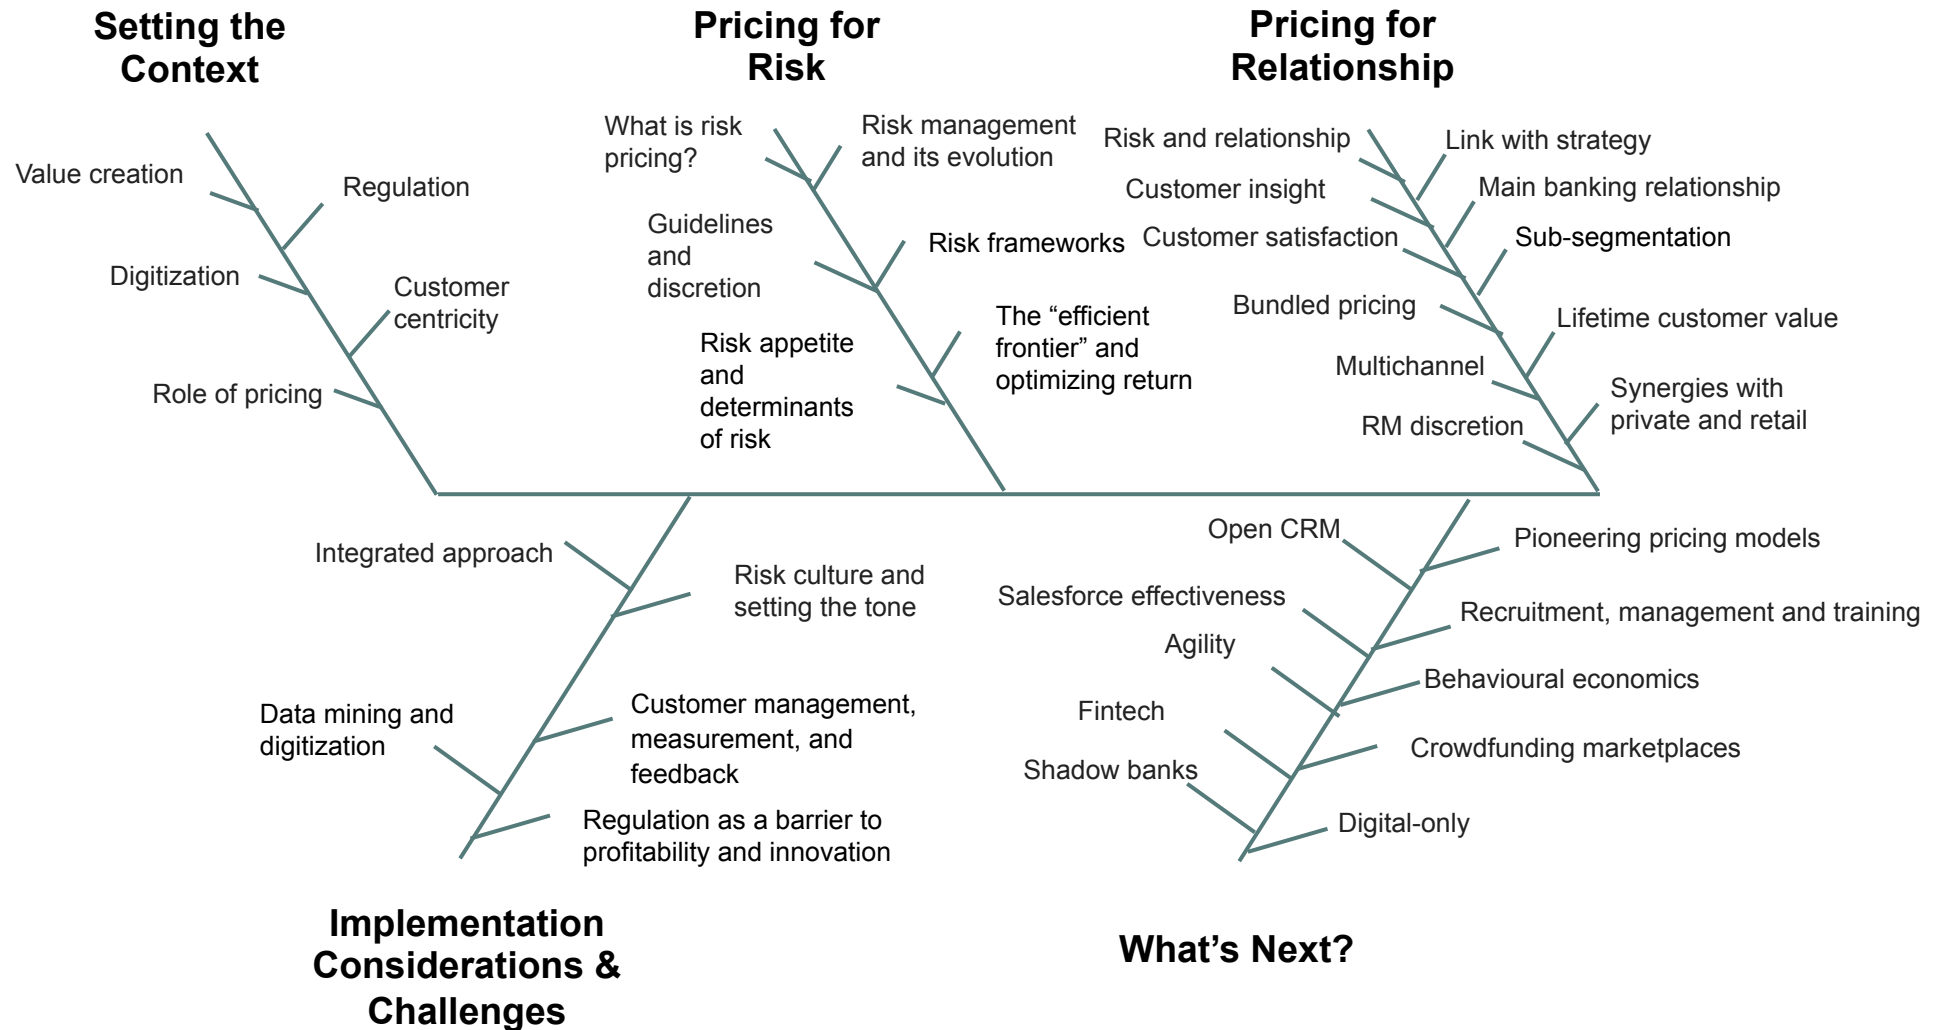 Setting the
Context
Value creation
Regulation
Digitization
Customer
centricity
Role of pricing
Pricing for
Risk
What is risk
pricing?
Risk management
and its evolution
Guidelines
and
discretion
Risk frameworks
Risk appetite
and
determinants
of risk
The “efficient
frontier” and
optimizing return
Pricing for
Relationship
Risk and relationship
Link with strategy
Customer insight
Main banking relationship
Customer satisfaction
Sub-segmentation
Bundled pricing
Lifetime customer value
Multichannel
Synergies with
private and retail
RM discretion
Integrated approach
Risk culture and
setting the tone
Data mining and
digitization
Customer management,
measurement, and
feedback
Regulation as a barrier to
profitability and innovation
Implementation
Considerations &
Challenges
Open CRM
Pioneering pricing models
Salesforce effectiveness
Recruitment, management and training
Agility
Behavioural economics
Fintech
Crowdfunding marketplaces
Shadow banks
Digital-only
What’s Next?